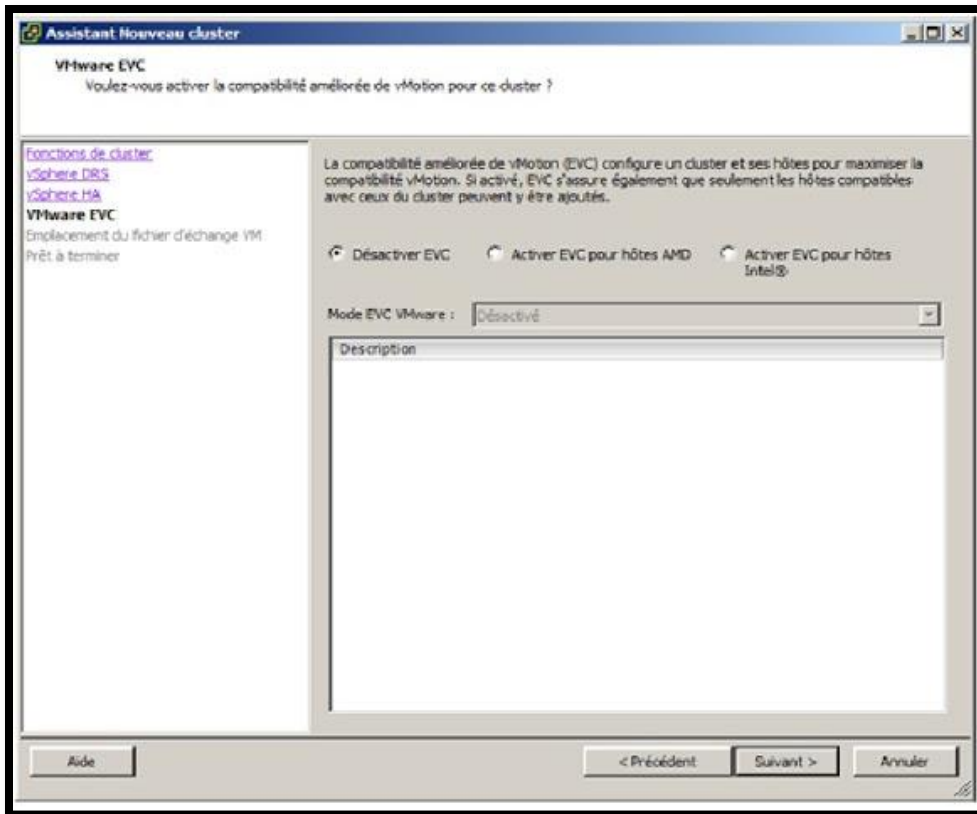 Assistant Nouveau cluster
VMware EVC
Voulez-vous activer la compatibilité améliorée de vMotion pour ce cluster ?
Fonctions de cluster
vSphere DRS
vSphere HA
VMware EVC
Emplacement du fichier d'échange VM
Prêt à terminer
La compatibilité améliorée de vMotion (EVC) configure un cluster et ses hôtes pour maximiser la
compatibilité vMotion. Si activé, EVC s'assure également que seulement les hôtes compatibles
avec ceux du cluster peuvent y être ajoutés.
Désactiver EVC
Activer EVC pour hôtes AMD
Activer EVC pour hôtes
Intel®
Mode EVC VMware :
Désactivé
Description
Aide
< Précédent
Suivant >
Annuler